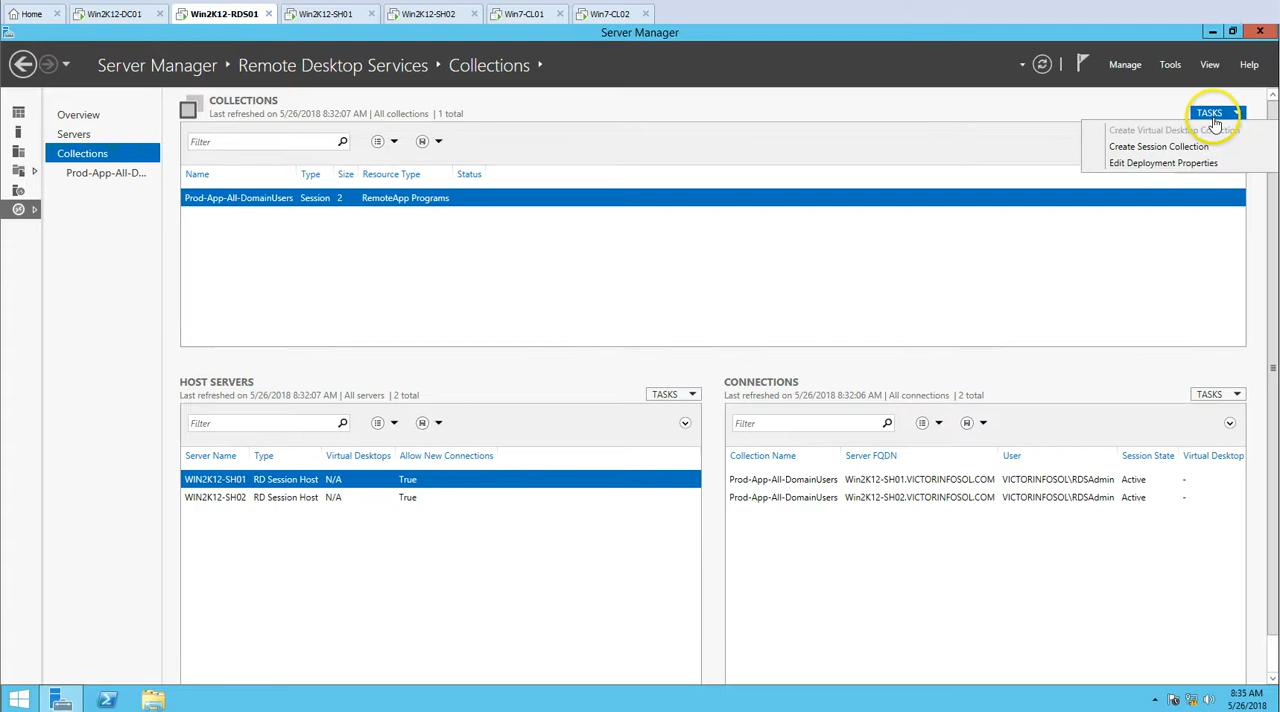 Home Win2K12-DC01 Win2K12-RDS01 Win2K12-SH01 Win2K12-SH02 Win7-CL01 Win7-CL02
Server Manager
Server Manager Remote Desktop Services Collections Manage Tools View Help
Overview
Servers
Collections
Prod-App-All-D...
COLLECTIONS
Last refreshed on 5/26/2018 8:32:07 AM | All collections | 1 total
TASKS
Create Virtual Desktop Collection
Create Session Collection
Edit Deployment Properties
Filter
Name Type Size Resource Type Status
Prod-App-All-DomainUsers Session 2 RemoteApp Programs
HOST SERVERS
Last refreshed on 5/26/2018 8:32:07 AM | All servers | 2 total
TASKS
Filter
Server Name Type Virtual Desktops Allow New Connections
WIN2K12-SH01 RD Session Host N/A True
WIN2K12-SH02 RD Session Host N/A True
CONNECTIONS
Last refreshed on 5/26/2018 8:32:06 AM | All connections | 2 total
TASKS
Filter
Collection Name Server FQDN User Session State Virtual Desktop
Prod-App-All-DomainUsers Win2K12-SH01.VICTORINFOSOL.COM VICTORINFOSOL\RDSAdmin Active -
Prod-App-All-DomainUsers Win2K12-SH02.VICTORINFOSOL.COM VICTORINFOSOL\RDSAdmin Active -
8:35 AM
5/26/2018